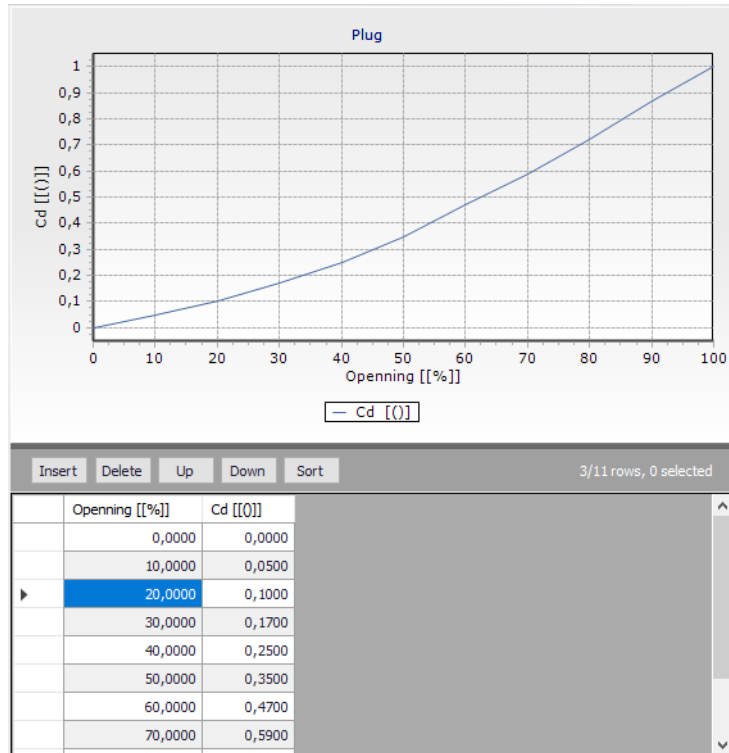 Plug
1
0,9
0,8
0,7
0,6
0,5
0,4
0,3
0,2
0,1
0
Cd [[()]]
0 10 20 30 40 50 60 70 80 90 100
Openning [[%]]
Cd [()]
Insert Delete Up Down Sort 3/11 rows, 0 selected
Openning [[%]] Cd [[()]]
0,0000 0,0000
10,0000 0,0500
20,0000 0,1000
30,0000 0,1700
40,0000 0,2500
50,0000 0,3500
60,0000 0,4700
70,0000 0,5900